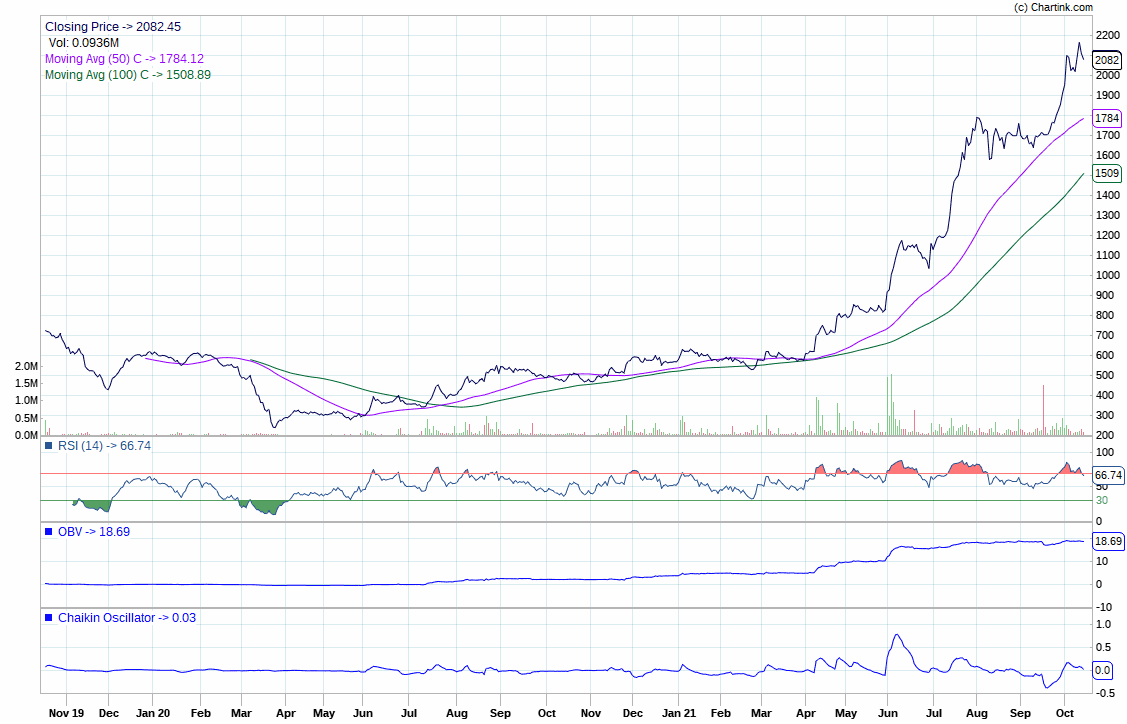 (c) Chartink.com
Closing Price -> 2082.45
Vol: 0.0936M
Moving Avg (50) C -> 1784.12
Moving Avg (100) C -> 1508.89
2200
2082
2000
1900
1784
1700
1600
1509
1400
1300
1200
1100
1000
900
800
700
600
500
400
300
200
2.0M
1.5M
1.0M
0.5M
0.0M
RSI (14) -> 66.74
100
66.74
50
30
0
OBV -> 18.69
18.69
10
0
-10
Chaikin Oscillator -> 0.03
1.0
0.5
0.0
-0.5
Nov 19 Dec Jan 20 Feb Mar Apr May Jun Jul Aug Sep Oct Nov Dec Jan 21 Feb Mar Apr May Jun Jul Aug Sep Oct